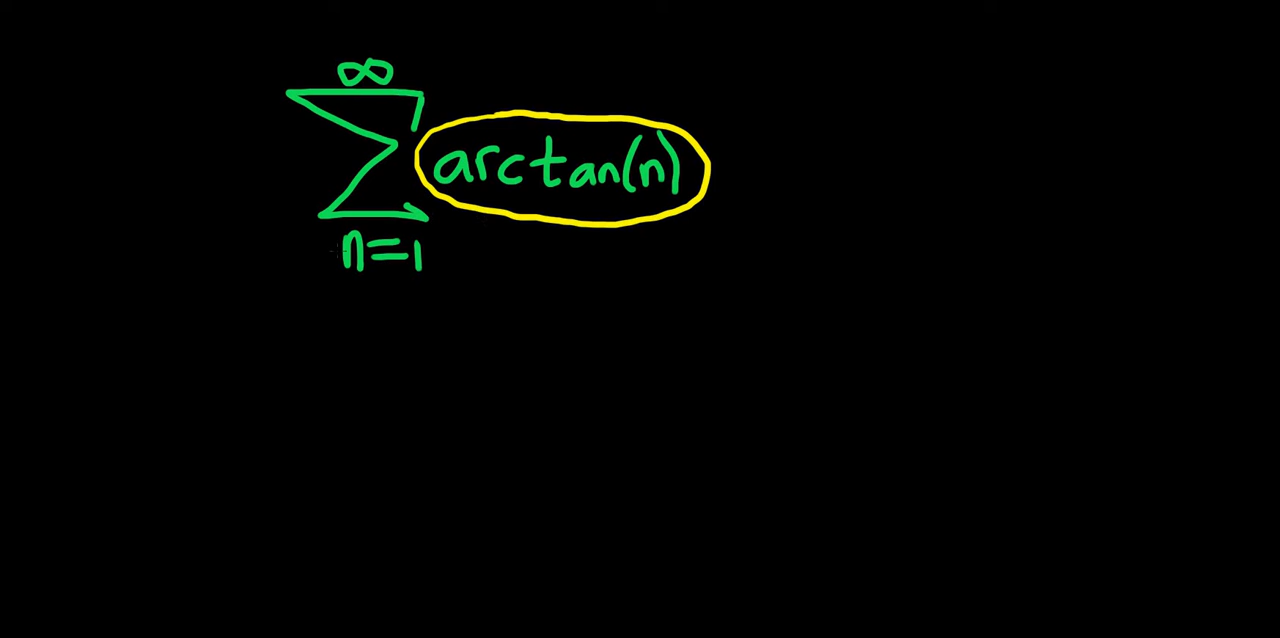 ∞
∑ arctan(n)
n=1